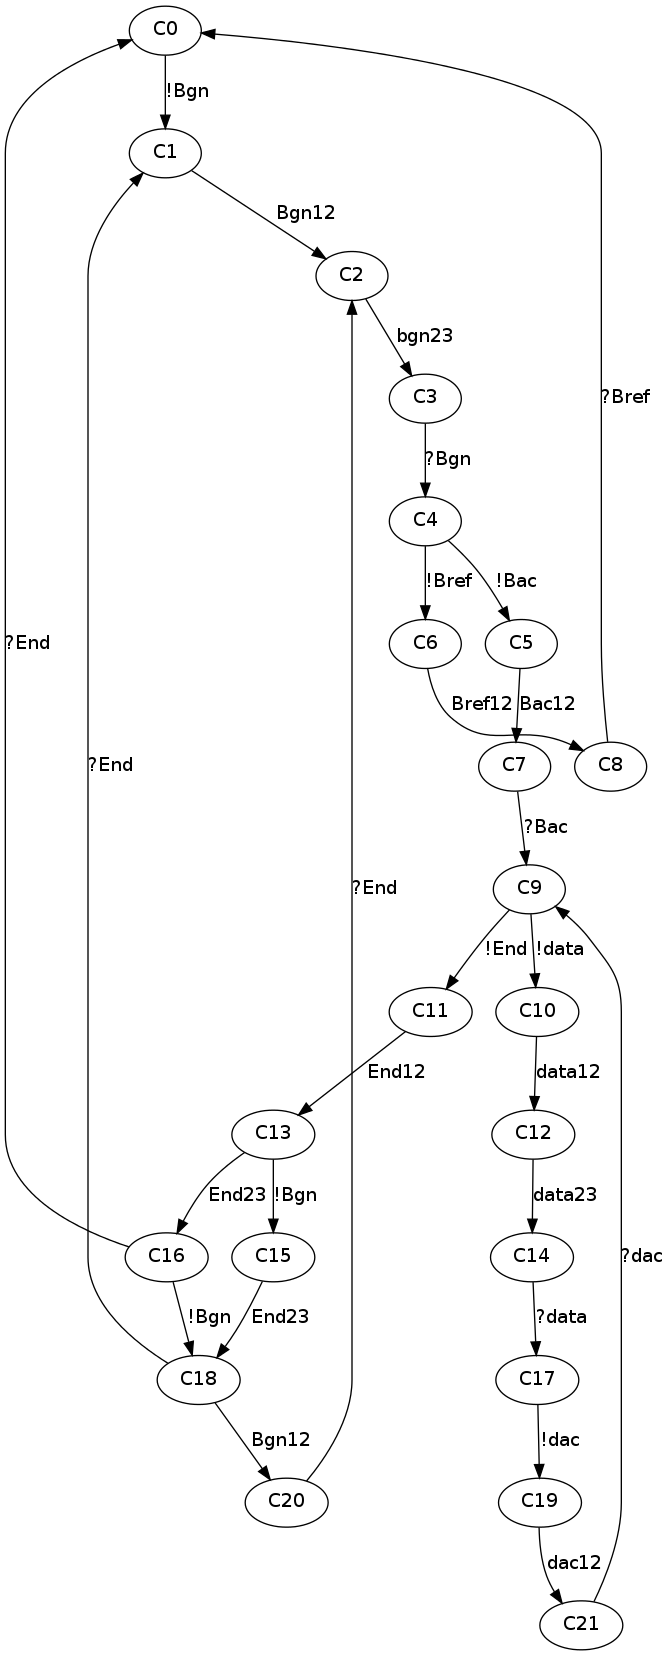 C0
!Bgn
C1
Bgn12
C2
bgn23
?Bref
C3
?Bgn
C4
!Bref
!Bac
?End
C6
C5
Bref12
Bac12
?End
C7
C8
?Bac
?End
C9
!End
!data
C11
C10
End12
data12
C13
C12
End23
!Bgn
data23
C16
C15
C14
?dac
!Bgn
End23
?data
C18
C17
Bgn12
!dac
C20
C19
dac12
C21